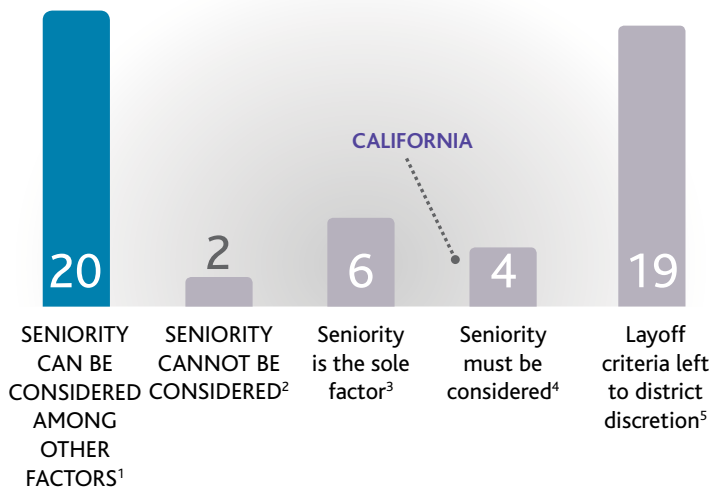 CALIFORNIA
20
2
6
4
19
SENIORITY
CAN BE
CONSIDERED
AMONG
OTHER
FACTORS¹
SENIORITY
CANNOT BE
CONSIDERED²
Seniority
is the sole
factor³
Seniority
must be
considered⁴
Layoff
criteria left
to district
discretion⁵